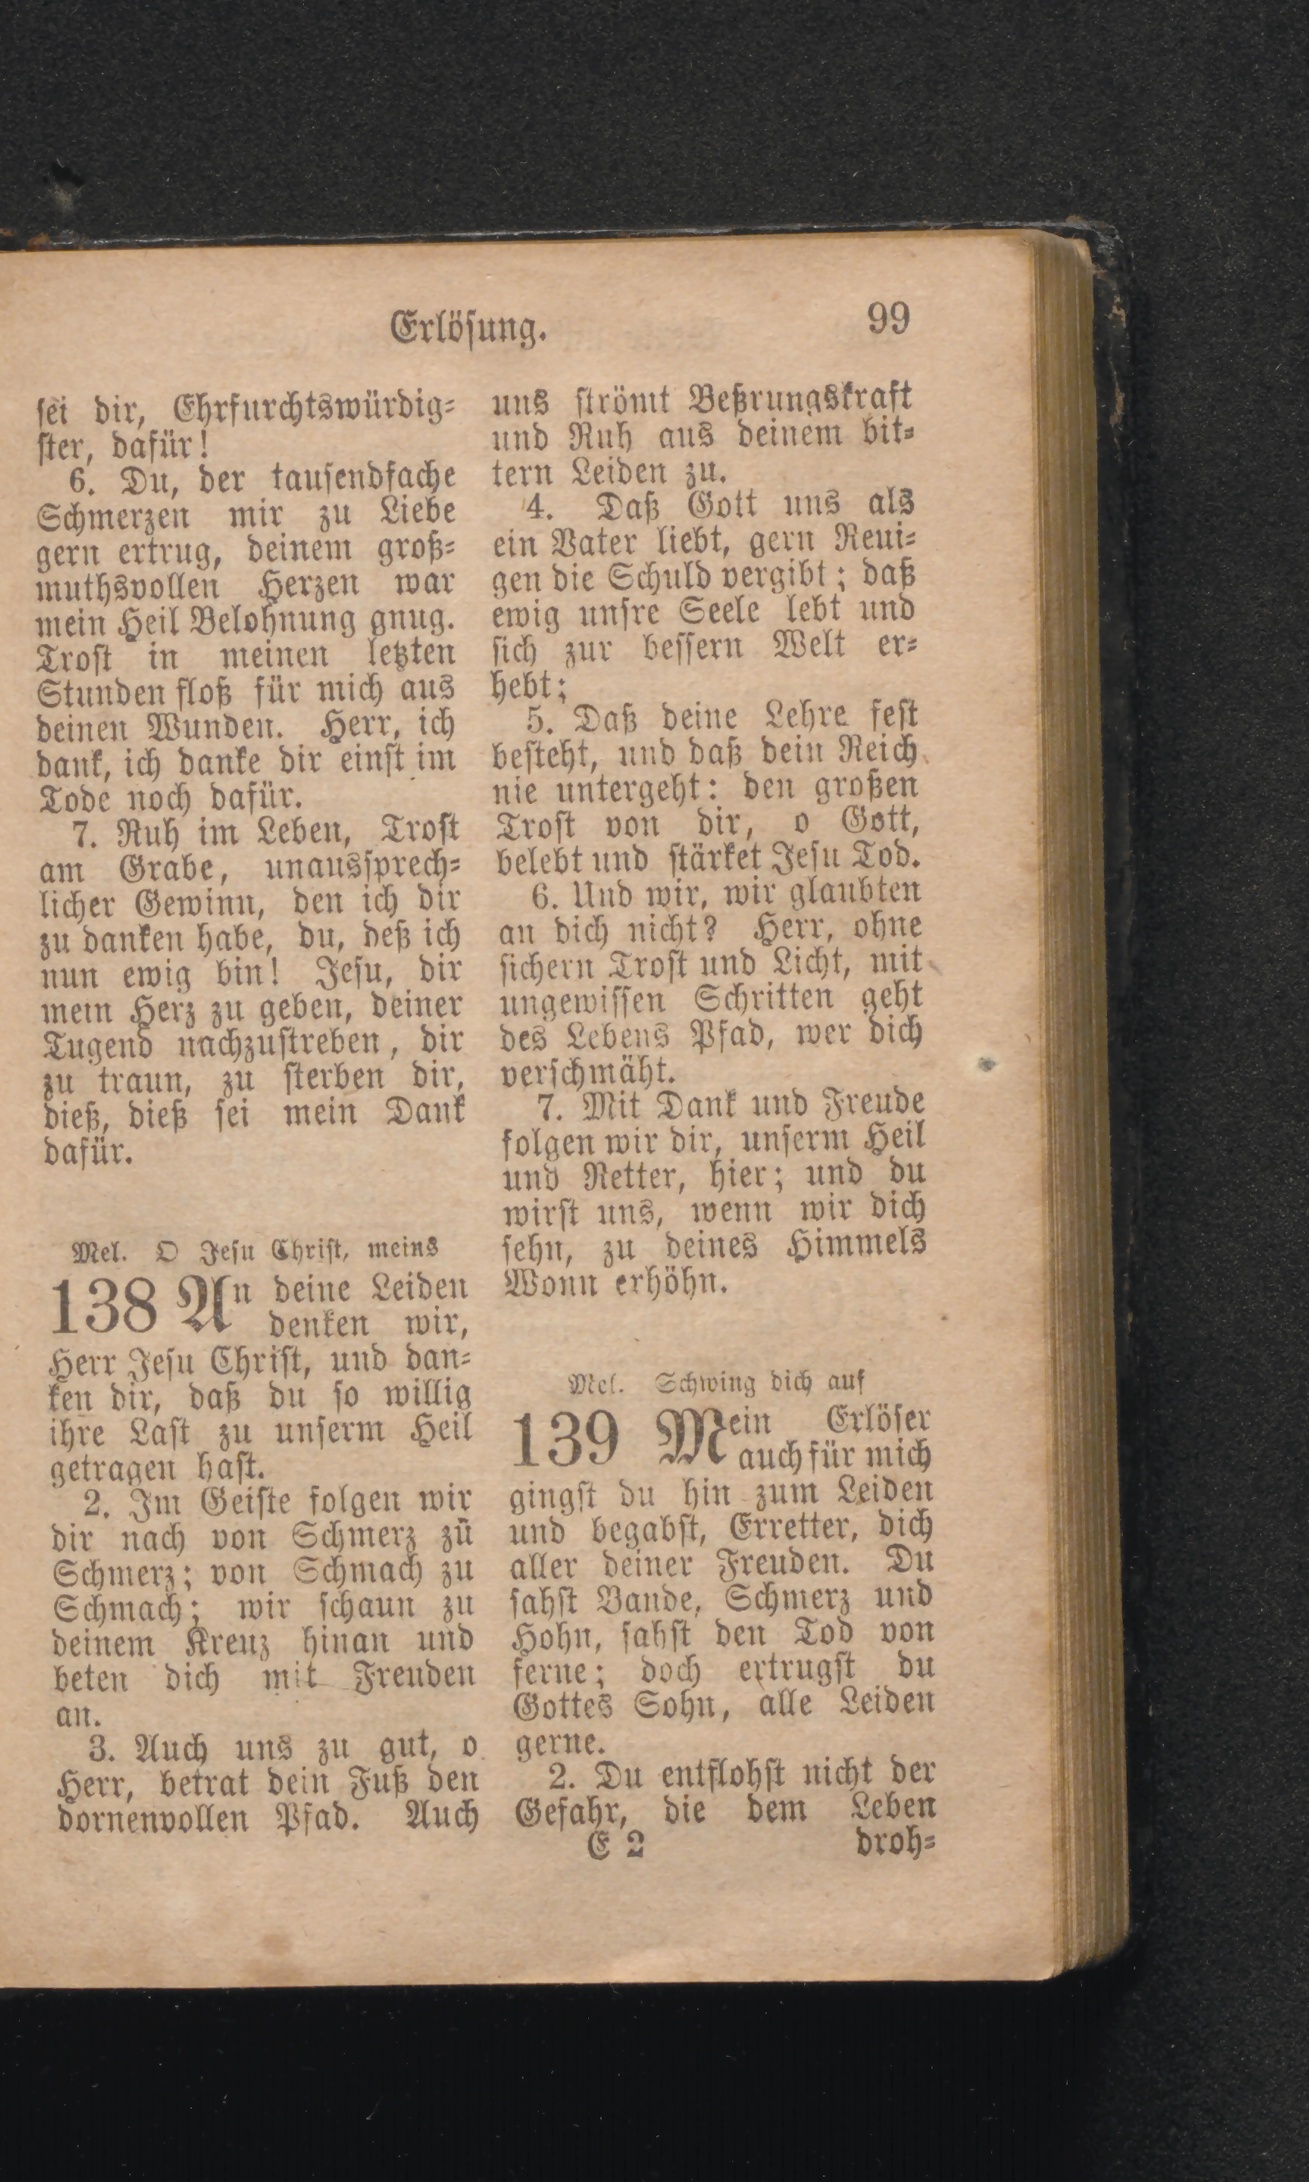 Erlösung.
99
sei dir, Ehrfurchtswürdig-
ster, dafür!
6. Du, der tausendfache
Schmerzen mir zu Liebe
gern ertrug, deinem groß-
muthsvollen Herzen war
mein Heil Belohnung gnug.
Trost in meinen letzten
Stunden floß für mich aus
deinen Wunden. Herr, ich
dank, ich danke dir einst im
Tode noch dafür.
7. Ruh im Leben, Trost
am Grabe, unaussprech-
licher Gewinn, den ich dir
zu danken habe, du, deß ich
nun ewig bin! Jesu, dir
mein Herz zu geben, deiner
Tugend nachzustreben, dir
zu traun, zu sterben dir,
dieß, dieß sei mein Dank
dafür.
Mel. O Jesu Christ, meins
138 An deine Leiden
denken wir,
Herr Jesu Christ, und dan-
ken dir, daß du so willig
ihre Last zu unserm Heil
getragen hast.
2. Im Geiste folgen wir
dir nach von Schmerz zu
Schmerz; von Schmach zu
Schmach; wir schaun zu
deinem Kreuz hinan und
beten dich mit Freuden
an.
3. Auch uns zu gut, o
Herr, betrat dein Fuß den
dornenvollen Pfad. Auch
uns strömt Beßrungskraft
und Ruh aus deinem bit-
tern Leiden zu.
4. Daß Gott uns als
ein Vater liebt, gern Reui-
gen die Schuld vergibt; daß
ewig unsre Seele lebt und
sich zur bessern Welt er-
hebt;
5. Daß deine Lehre fest
besteht, und daß dein Reich
nie untergeht: den großen
Trost von dir, o Gott,
belebt und stärket Jesu Tod.
6. Und wir, wir glaubten
an dich nicht? Herr, ohne
sichern Trost und Licht, mit
ungewissen Schritten geht
des Lebens Pfad, wer dich
verschmäht.
7. Mit Dank und Freude
folgen wir dir, unserm Heil
und Retter, hier; und du
wirst uns, wenn wir dich
sehn, zu deines Himmels
Wonn erhöhn.
Mel. Schwing dich auf
139 Mein Erlöser
auch für mich
gingst du hin zum Leiden
und begabst, Erretter, dich
aller deiner Freuden. Du
sahst Bande, Schmerz und
Hohn, sahst den Tod von
ferne; doch ertrugst du
Gottes Sohn, alle Leiden
gerne.
2. Du entflohst nicht der
Gefahr, die dem Leben
E 2 droh-